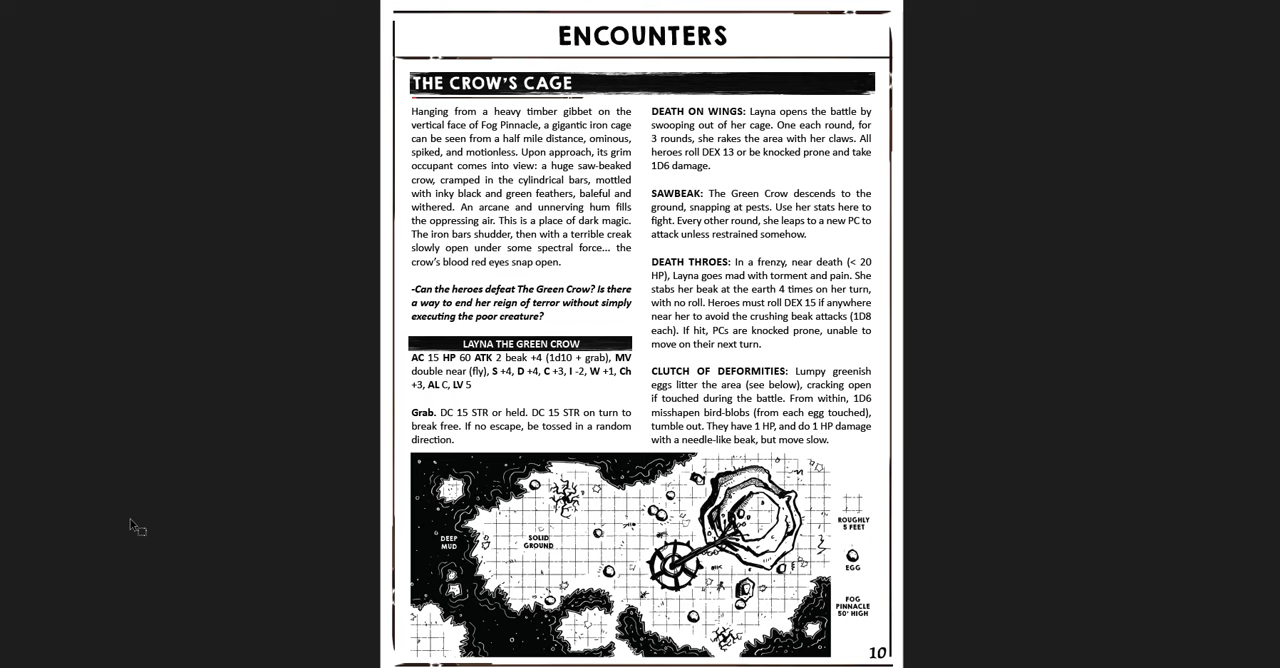 ENCOUNTERS
THE CROW'S CAGE
Hanging from a heavy timber gibbet on the
vertical face of Fog Pinnacle, a gigantic iron cage
can be seen from a half mile distance, ominous,
spiked, and motionless. Upon approach, its grim
occupant comes into view: a huge saw-beaked
crow, cramped in the cylindrical bars, mottled
with inky black and green feathers, baleful and
withered. An arcane and unnerving hum fills
the oppressing air. This is a place of dark magic.
The iron bars shudder, then with a terrible creak
slowly open under some spectral force... the
crow's blood red eyes snap open.
-Can the heroes defeat The Green Crow? Is there
a way to end her reign of terror without simply
executing the poor creature?
LAYNA THE GREEN CROW
AC 15 HP 60 ATK 2 beak +4 (1d10 + grab), MV
double near (fly), S +4, D +4, C +3, I -2, W +1, Ch
+3, AL C, LV 5
Grab. DC 15 STR or held. DC 15 STR on turn to
break free. If no escape, be tossed in a random
direction.
DEATH ON WINGS: Layna opens the battle by
swooping out of her cage. One each round, for
3 rounds, she rakes the area with her claws. All
heroes roll DEX 13 or be knocked prone and take
1D6 damage.
SAWBEAK: The Green Crow descends to the
ground, snapping at pests. Use her stats here to
fight. Every other round, she leaps to a new PC to
attack unless restrained somehow.
DEATH THROES: In a frenzy, near death (< 20
HP), Layna goes mad with torment and pain. She
stabs her beak at the earth 4 times on her turn,
with no roll. Heroes must roll DEX 15 if anywhere
near her to avoid the crushing beak attacks (1D8
each). If hit, PCs are knocked prone, unable to
move on their next turn.
CLUTCH OF DEFORMITIES: Lumpy greenish
eggs litter the area (see below), cracking open
if touched during the battle. From within, 1D6
misshapen bird-blobs (from each egg touched),
tumble out. They have 1 HP, and do 1 HP damage
with a needle-like beak, but move slow.
DEEP
MUD
SOLID
GROUND
ROUGHLY
5 FEET
EGG
FOG
PINNACLE
50' HIGH
10